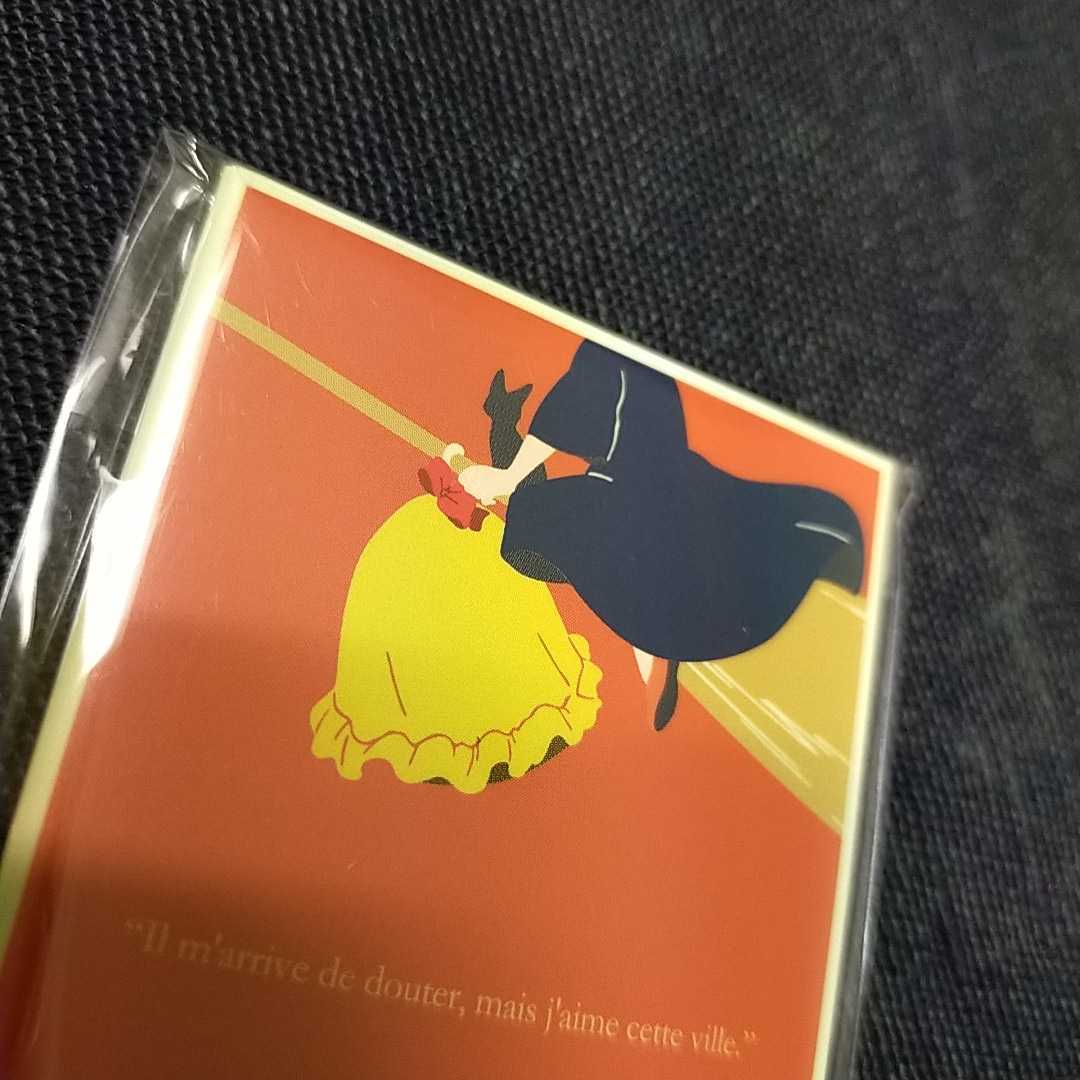 “Il m'arrive de douter, mais j'aime cette ville.”